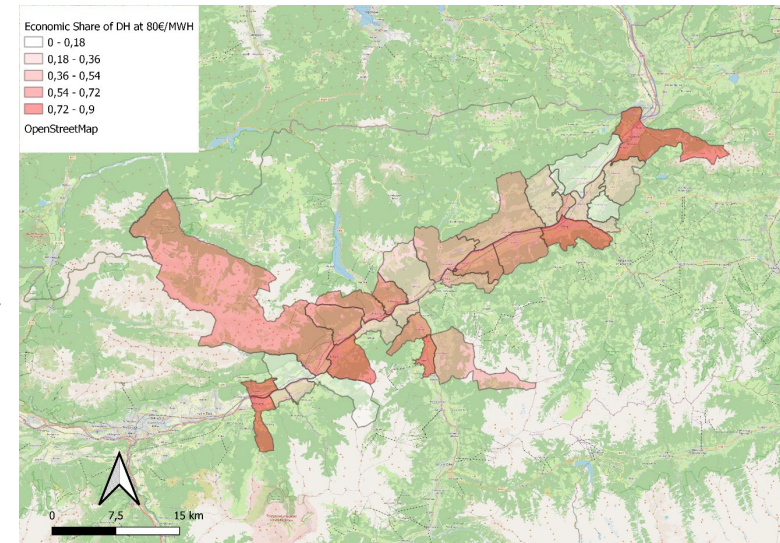 Economic Share of DH at 80€/MWH
0 - 0,18
0,18 - 0,36
0,36 - 0,54
0,54 - 0,72
0,72 - 0,9
OpenStreetMap
0 7,5 15 km